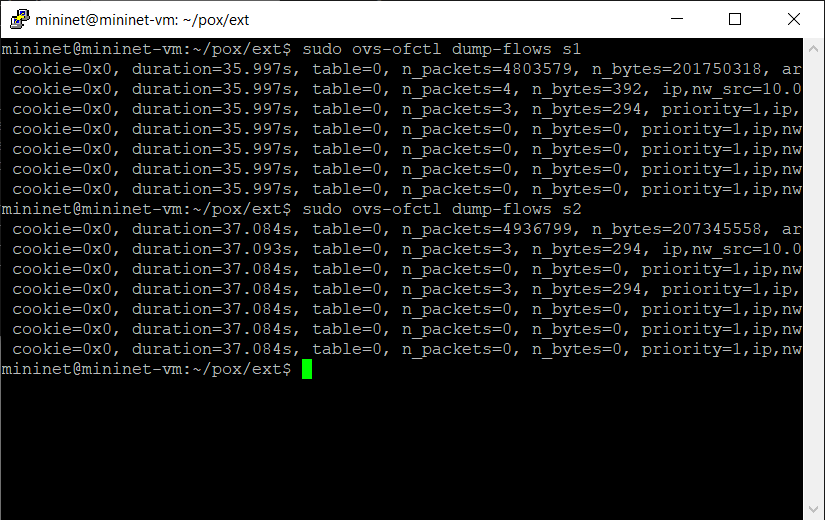 mininet@mininet-vm: ~/pox/ext
mininet@mininet-vm:~/pox/ext$ sudo ovs-ofctl dump-flows s1
cookie=0x0, duration=35.997s, table=0, n_packets=4803579, n_bytes=201750318, ar
cookie=0x0, duration=35.997s, table=0, n_packets=4, n_bytes=392, ip,nw_src=10.0
cookie=0x0, duration=35.997s, table=0, n_packets=3, n_bytes=294, priority=1,ip,
cookie=0x0, duration=35.997s, table=0, n_packets=0, n_bytes=0, priority=1,ip,nw
cookie=0x0, duration=35.997s, table=0, n_packets=0, n_bytes=0, priority=1,ip,nw
cookie=0x0, duration=35.997s, table=0, n_packets=0, n_bytes=0, priority=1,ip,nw
cookie=0x0, duration=35.997s, table=0, n_packets=0, n_bytes=0, priority=1,ip,nw
mininet@mininet-vm:~/pox/ext$ sudo ovs-ofctl dump-flows s2
cookie=0x0, duration=37.084s, table=0, n_packets=4936799, n_bytes=207345558, ar
cookie=0x0, duration=37.093s, table=0, n_packets=3, n_bytes=294, ip,nw_src=10.0
cookie=0x0, duration=37.084s, table=0, n_packets=0, n_bytes=0, priority=1,ip,nw
cookie=0x0, duration=37.084s, table=0, n_packets=3, n_bytes=294, priority=1,ip,
cookie=0x0, duration=37.084s, table=0, n_packets=0, n_bytes=0, priority=1,ip,nw
cookie=0x0, duration=37.084s, table=0, n_packets=0, n_bytes=0, priority=1,ip,nw
cookie=0x0, duration=37.084s, table=0, n_packets=0, n_bytes=0, priority=1,ip,nw
mininet@mininet-vm:~/pox/ext$